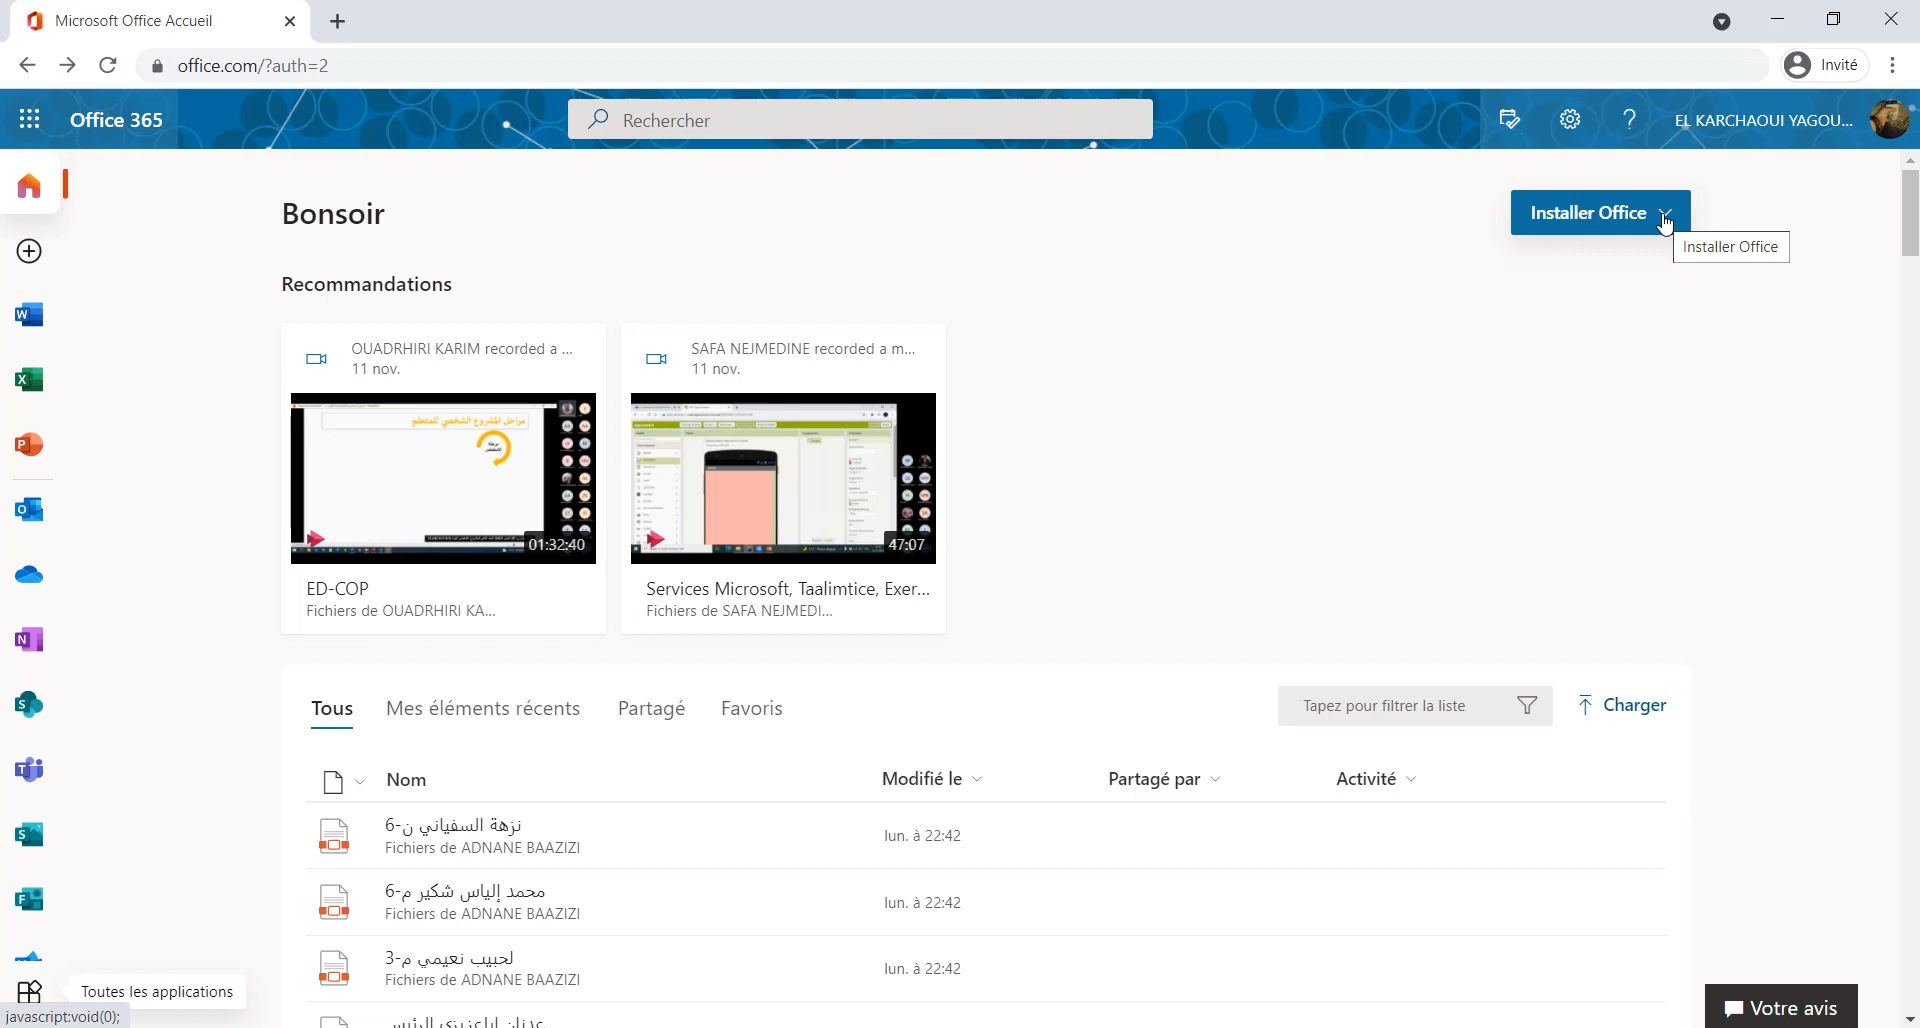 Microsoft Office Accueil
office.com/?auth=2
Invité
Office 365
Rechercher
EL KARCHAOUI YAGOU...
Bonsoir
Installer Office
Installer Office
Recommandations
OUADRHIRI KARIM recorded a ...
11 nov.
SAFA NEJMEDINE recorded a m...
11 nov.
مراحل المشروع الشخصي للمتعلم
01:32:40
47:07
ED-COP
Fichiers de OUADRHIRI KA...
Services Microsoft, Taalimtice, Exer...
Fichiers de SAFA NEJMEDI...
Tous
Mes éléments récents
Partagé
Favoris
Tapez pour filtrer la liste
Charger
Nom
Modifié le
Partagé par
Activité
نزهة السفياني ن-6
Fichiers de ADNANE BAAZIZI
lun. à 22:42
محمد إلياس شكير م-6
Fichiers de ADNANE BAAZIZI
lun. à 22:42
لحبيب نعيمي م-3
Fichiers de ADNANE BAAZIZI
lun. à 22:42
Toutes les applications
javascript:void(0);
Votre avis